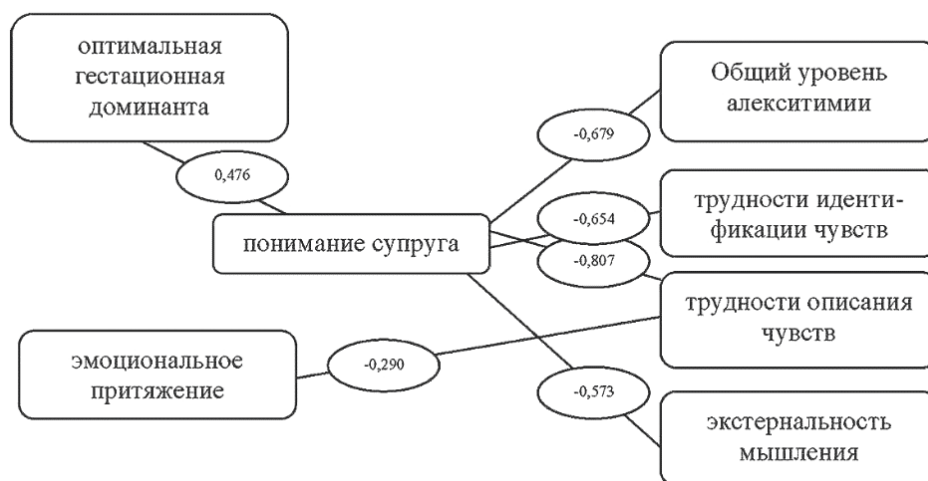 оптимальная
гестационная
доминанта
Общий уровень
алекситимии
-0,679
0,476
трудности иденти-
фикации чувств
-0,654
понимание супруга
-0,807
трудности описания
чувств
эмоциональное
притяжение
-0,290
-0,573
экстернальность
мышления